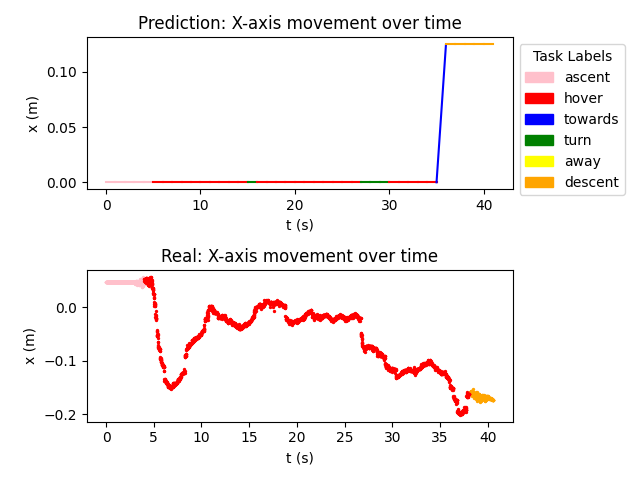 Prediction: X-axis movement over time
0.10
0.05
0.00
x (m)
0 10 20 30 40
t (s)
Task Labels
ascent
hover
towards
turn
away
descent
Real: X-axis movement over time
0.0
−0.1
−0.2
x (m)
0 5 10 15 20 25 30 35 40
t (s)